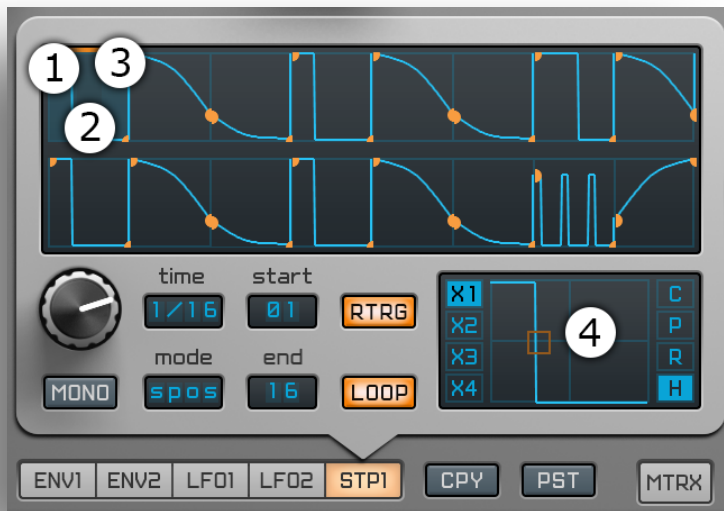 1
3
2
time start
1/16 01 RTRG
mode end
MONO spos 16 LOOP
X1
X2
X3
X4
4
C
P
R
H
ENV1 ENV2 LFO1 LFO2 STP1 CPY PST MTRX